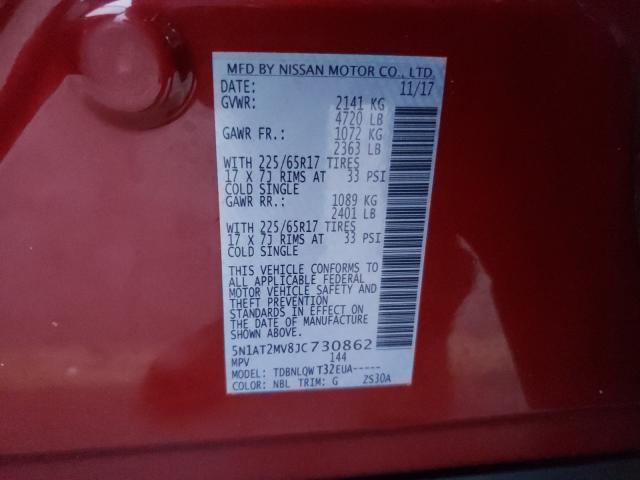 MFD BY NISSAN MOTOR CO., LTD.
DATE: 11/17
GVWR: 2141 KG
4720 LB
GAWR FR.: 1072 KG
2363 LB
WITH 225/65R17 TIRES
17 X 7J RIMS AT 33 PSI
COLD SINGLE
GAWR RR.: 1089 KG
2401 LB
WITH 225/65R17 TIRES
17 X 7J RIMS AT 33 PSI
COLD SINGLE
THIS VEHICLE CONFORMS TO
ALL APPLICABLE FEDERAL
MOTOR VEHICLE SAFETY AND
THEFT PREVENTION
STANDARDS IN EFFECT ON THE
DATE OF MANUFACTURE.
5N1AT2MV8JC730862
MPV 144
MODEL: TDBNLQW T32EUA-----
COLOR: NBL TRIM: G 2S30A